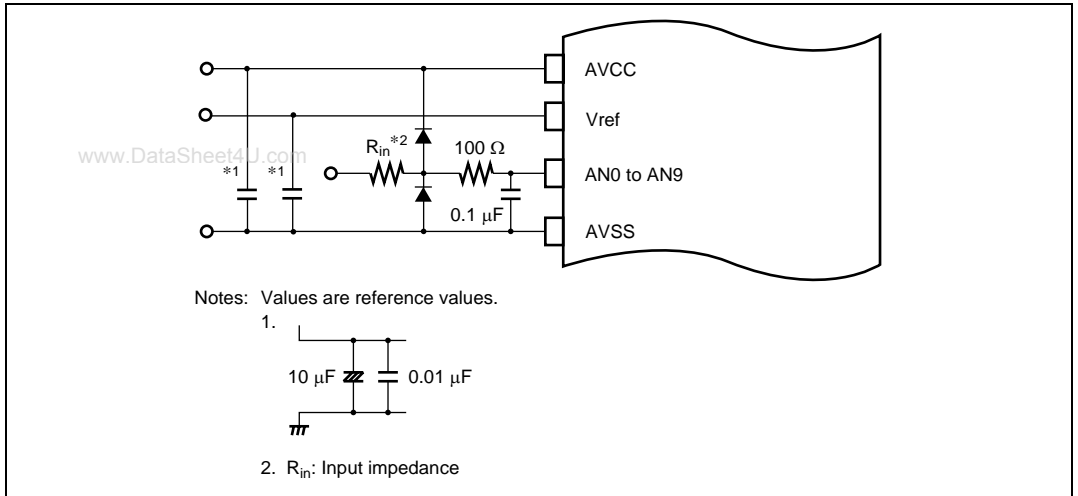 AVCC
Vref
www.DataSheet4U.com
Rin*2
100 Ω
*1
*1
AN0 to AN9
0.1 μF
AVSS
Notes: Values are reference values.
1.
10 μF
0.01 μF
2. Rin: Input impedance